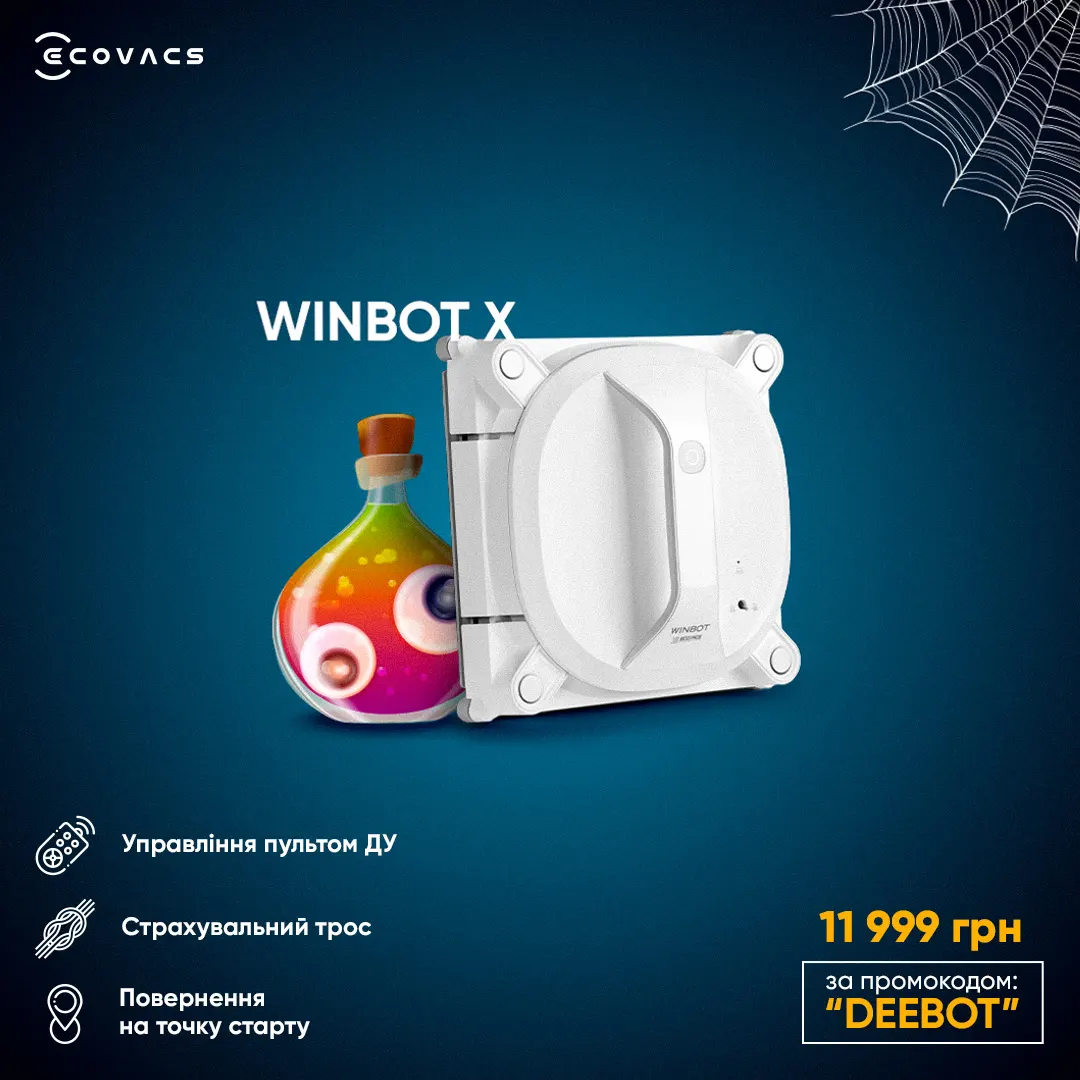 ECOVACS
WINBOT X
WINBOT
Управління пультом ДУ
Страхувальний трос
Повернення
на точку старту
11 999 грн
за промокодом:
“DEEBOT”